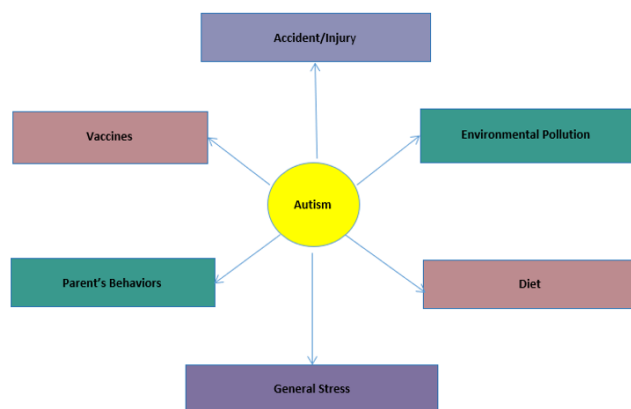 Accident/Injury
Vaccines
Environmental Pollution
Autism
Parent's Behaviors
Diet
General Stress